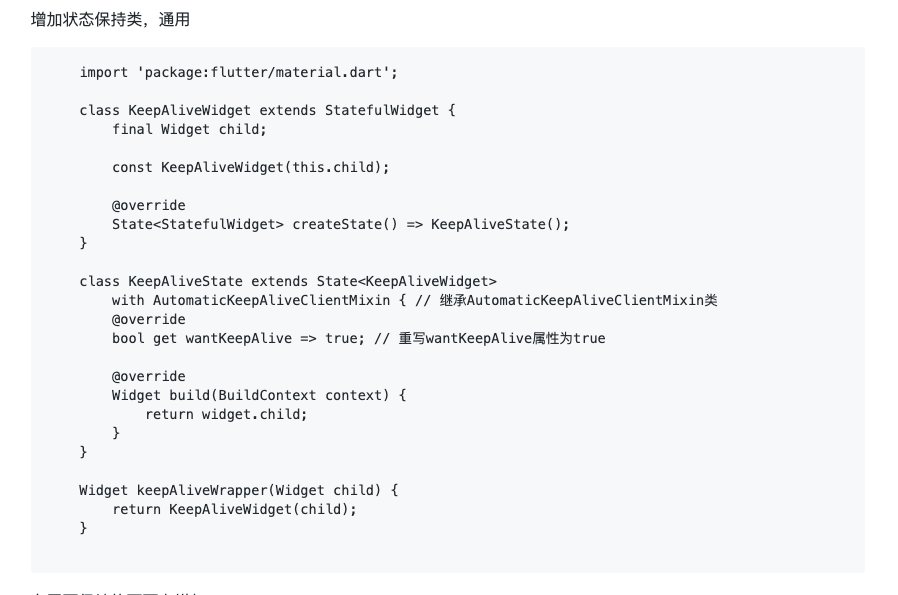 增加状态保持类，通用
import 'package:flutter/material.dart';
class KeepAliveWidget extends StatefulWidget {
final Widget child;
const KeepAliveWidget(this.child);
@override
State<StatefulWidget> createState() => KeepAliveState();
}
class KeepAliveState extends State<KeepAliveWidget>
with AutomaticKeepAliveClientMixin { // 继承AutomaticKeepAliveClientMixin类
@override
bool get wantKeepAlive => true; // 重写wantKeepAlive属性为true
@override
Widget build(BuildContext context) {
return widget.child;
}
}
Widget keepAliveWrapper(Widget child) {
return KeepAliveWidget(child);
}